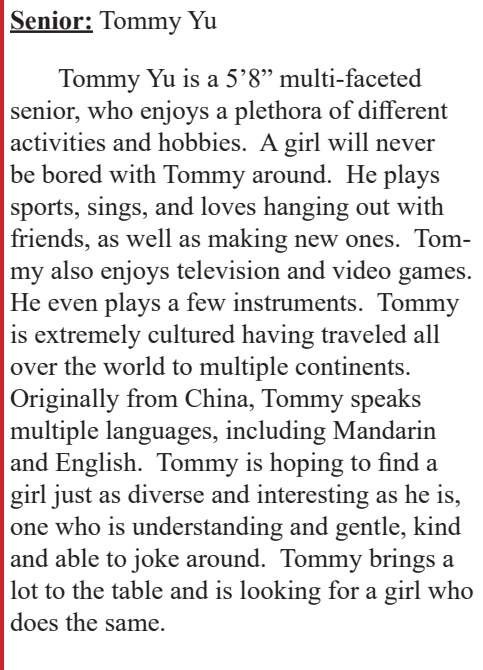 Senior: Tommy Yu
Tommy Yu is a 5’8” multi-faceted
senior, who enjoys a plethora of different
activities and hobbies.  A girl will never
be bored with Tommy around.  He plays
sports, sings, and loves hanging out with
friends, as well as making new ones.  Tom-
my also enjoys television and video games.
He even plays a few instruments.  Tommy
is extremely cultured having traveled all
over the world to multiple continents.
Originally from China, Tommy speaks
multiple languages, including Mandarin
and English.  Tommy is hoping to find a
girl just as diverse and interesting as he is,
one who is understanding and gentle, kind
and able to joke around.  Tommy brings a
lot to the table and is looking for a girl who
does the same.